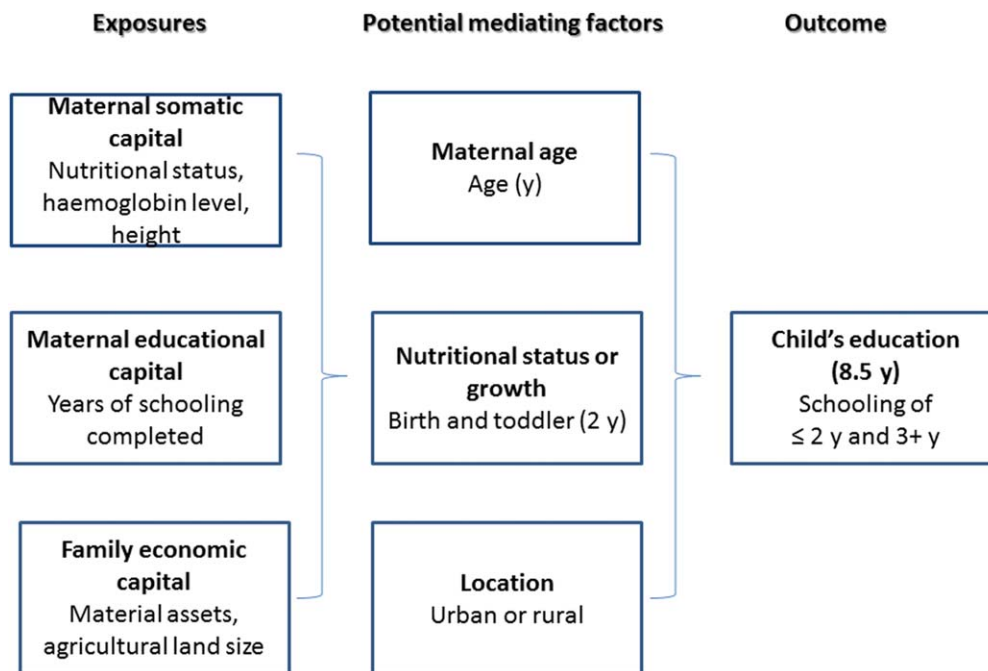 Exposures
Potential mediating factors
Outcome
Maternal somatic
capital
Nutritional status,
haemoglobin level,
height
Maternal age
Age (y)
Maternal educational
capital
Years of schooling
completed
Nutritional status or
growth
Birth and toddler (2 y)
Child’s education
(8.5 y)
Schooling of
≤ 2 y and 3+ y
Family economic
capital
Material assets,
agricultural land size
Location
Urban or rural